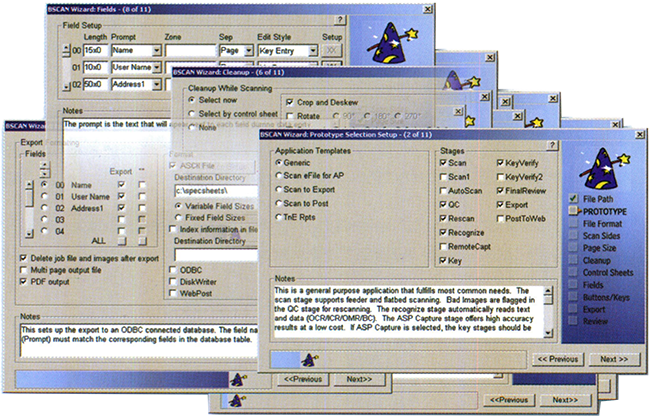 BSCAN Wizard: Fields - (8 of 11)
Field Setup
?
Length Prompt Zone Sep Edit Style Setup
00 15x0 Name Page Key Entry XX
01 10x0 User Name
02 50x0 Address1
Notes
The prompt is the text that will
BSCAN Wizard: Cleanup - (6 of 11)
Cleanup While Scanning
Select now
Select by control sheet
None
Crop and Deskew
Rotate 90° 180° 270°
BSCAN Wizard:
Export Formatting
Fields
Export ""
00 Name
01 User Name
02 Address1
03
04
ALL
Delete job file and images after export
Multi page output file
PDF output
Format
ASCII File
Destination Directory
c:\specsheets\
Variable Field Sizes
Fixed Field Sizes
Index information in file
Destination Directory
ODBC
DiskWriter
WebPost
Notes
This sets up the export to an ODBC connected database. The field
(Prompt) must match the corresponding fields in the database table.
<<Previous Next>>
BSCAN Wizard: Prototype Selection Setup - (2 of 11)
?
Application Templates
Generic
Scan eFile for AP
Scan to Export
Scan to Post
TnE Rpts
Stages
Scan
Scan1
AutoScan
QC
Rescan
Recognize
RemoteCapt
Key
KeyVerify
KeyVerify2
FinalReview
Export
PostToWeb
Notes
This is a general purpose application that fulfills most common needs. The
scan stage supports feeder and flatbed scanning. Bad Images are flagged in
the QC stage for rescanning. The recognize stage automatically reads text
and data (OCR/ICR/OMR/BC). The ASP Capture stage offers high accuracy
results at a low cost. If ASP Capture is selected, the key stages should be
File Path
PROTOTYPE
File Format
Scan Sides
Page Size
Cleanup
Control Sheets
Fields
Buttons/Keys
Export
Review
<< Previous Next >>
<<Previous Next>>